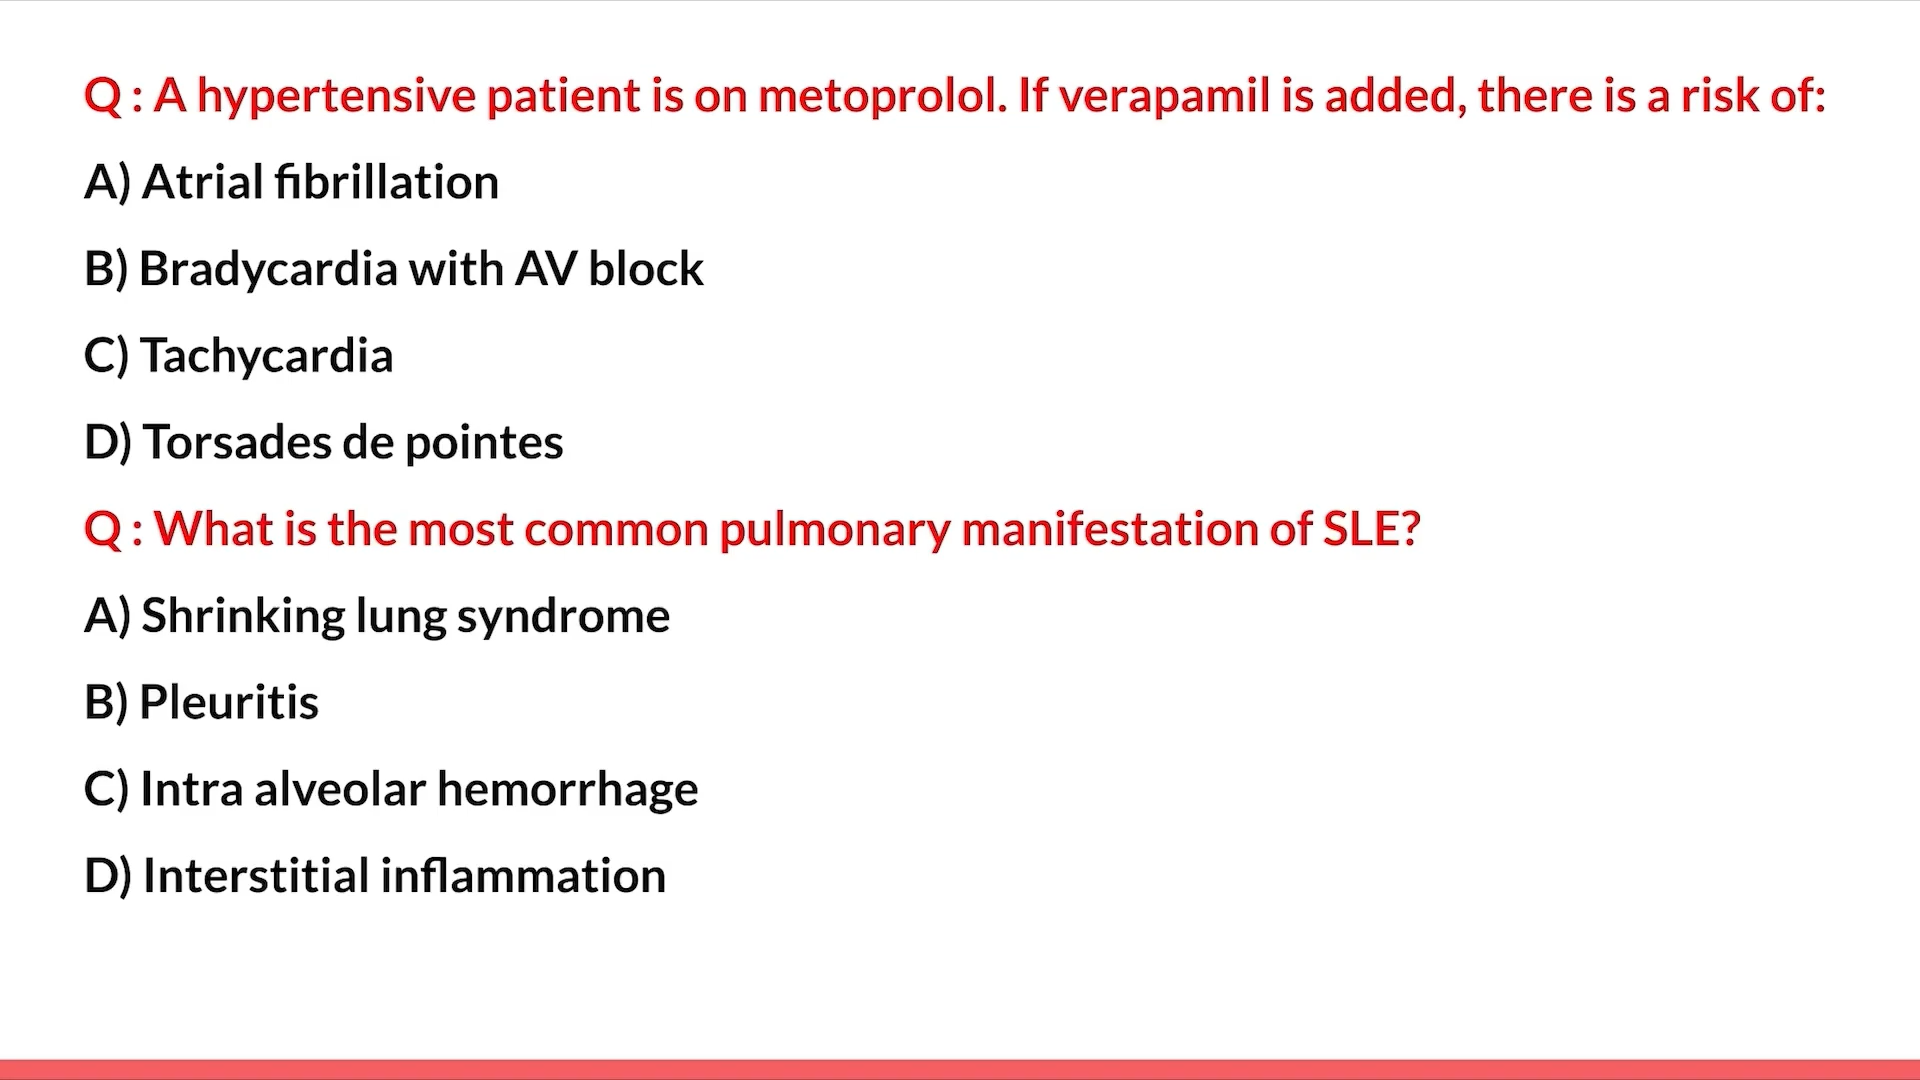 Q : A hypertensive patient is on metoprolol. If verapamil is added, there is a risk of:
A) Atrial fibrillation
B) Bradycardia with AV block
C) Tachycardia
D) Torsades de pointes
Q : What is the most common pulmonary manifestation of SLE?
A) Shrinking lung syndrome
B) Pleuritis
C) Intra alveolar hemorrhage
D) Interstitial inflammation